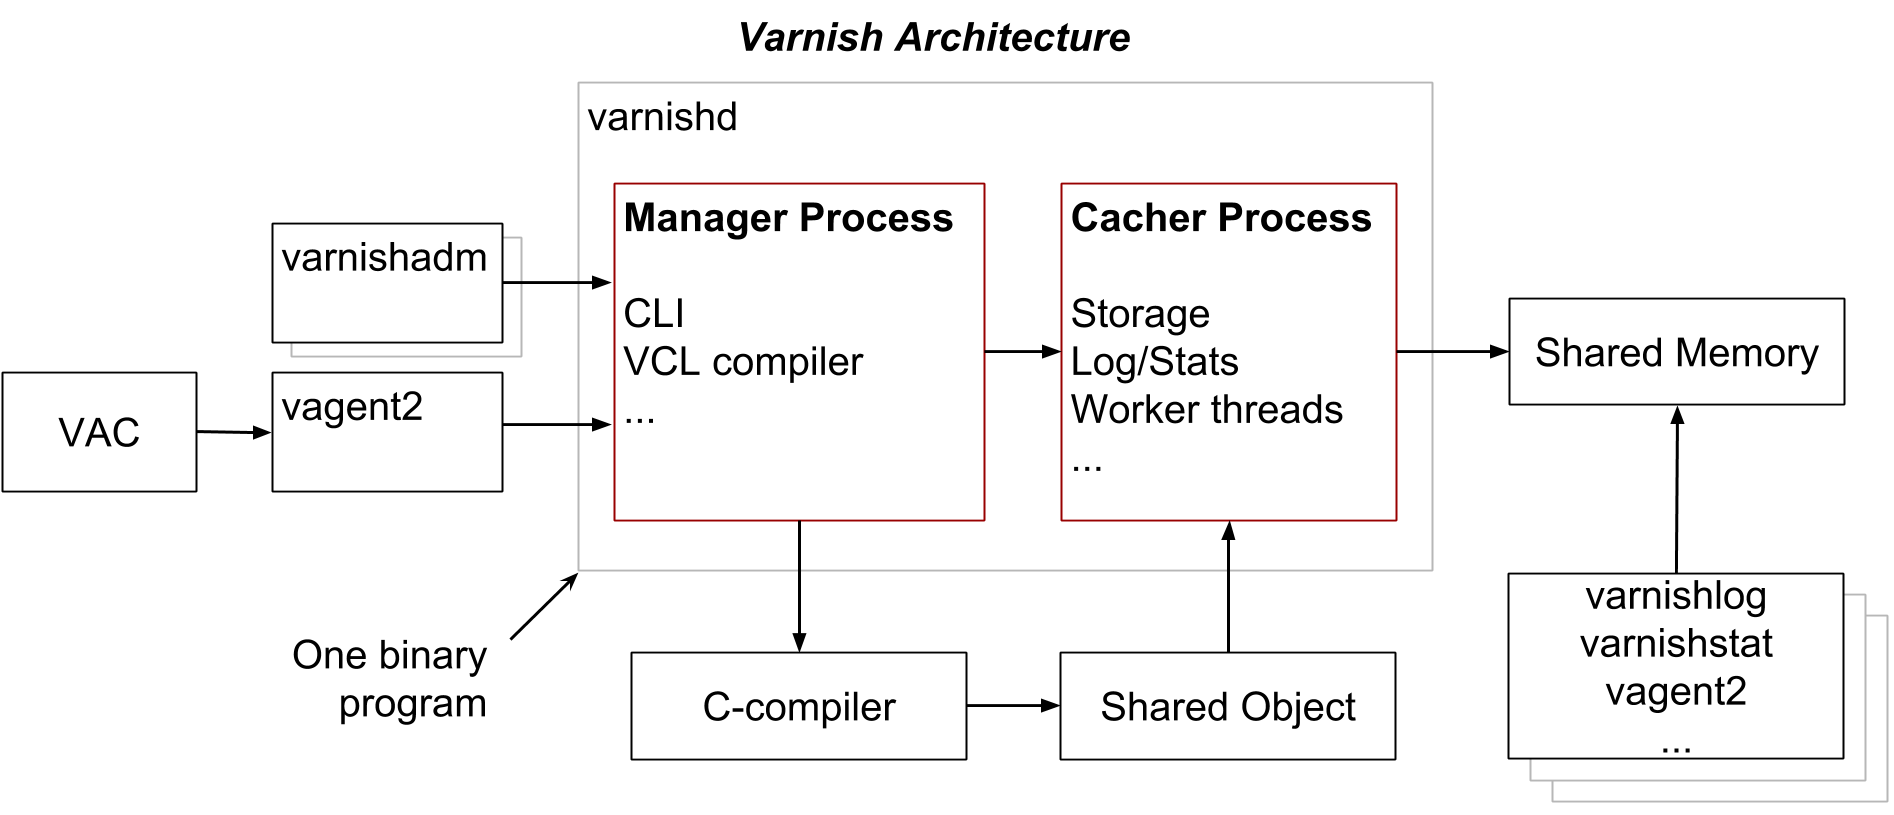 Varnish Architecture
varnishd
Manager Process
CLI
VCL compiler
...
Cacher Process
Storage
Log/Stats
Worker threads
...
varnishadm
vagent2
VAC
Shared Memory
One binary
program
C-compiler
Shared Object
varnishlog
varnishstat
vagent2
...